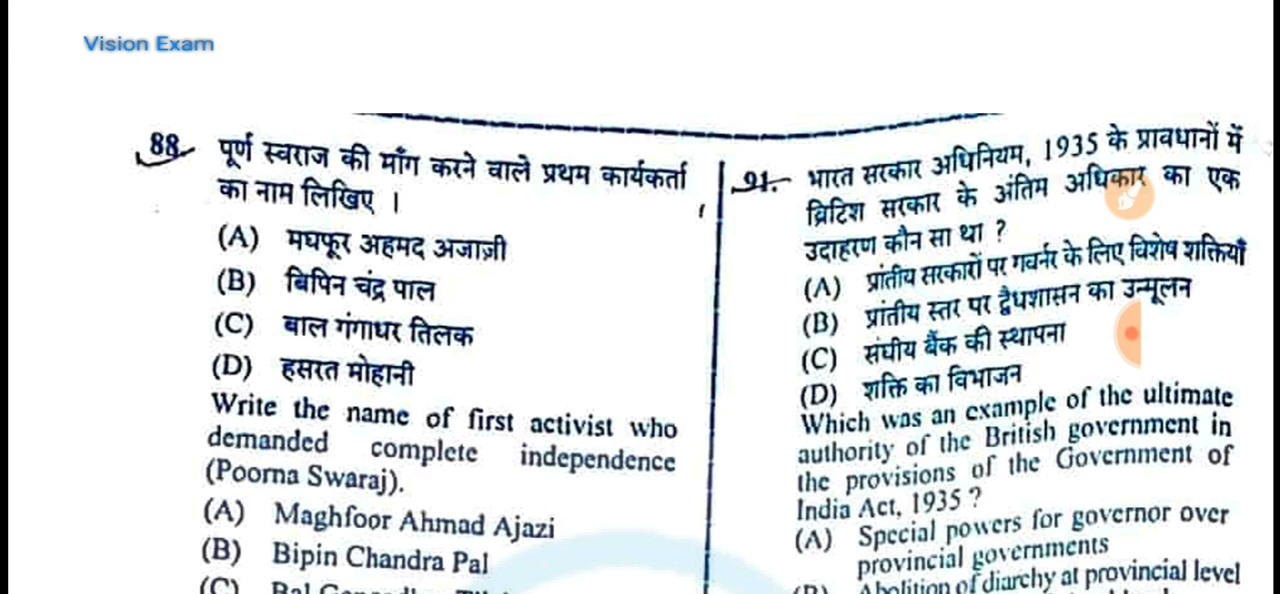 Vision Exam
88. पूर्ण स्वराज की माँग करने वाले प्रथम कार्यकर्ता
का नाम लिखिए ।
(A) मघफूर अहमद अजाज़ी
(B) बिपिन चंद्र पाल
(C) बाल गंगाधर तिलक
(D) हसरत मोहानी
Write the name of first activist who
demanded complete independence
(Poorna Swaraj).
(A) Maghfoor Ahmad Ajazi
(B) Bipin Chandra Pal
(C)
91. भारत सरकार अधिनियम, 1935 के प्रावधानों में
ब्रिटिश सरकार के अंतिम अधिकार का एक
उदाहरण कौन सा था ?
(A) प्रांतीय सरकारों पर गवर्नर के लिए विशेष शक्तियाँ
(B) प्रांतीय स्तर पर द्वैधशासन का उन्मूलन
(C) संघीय बैंक की स्थापना
(D) शक्ति का विभाजन
Which was an example of the ultimate
authority of the British government in
the provisions of the Government of
India Act, 1935 ?
(A) Special powers for governor over
provincial governments
Abolition of diarchy at provincial level